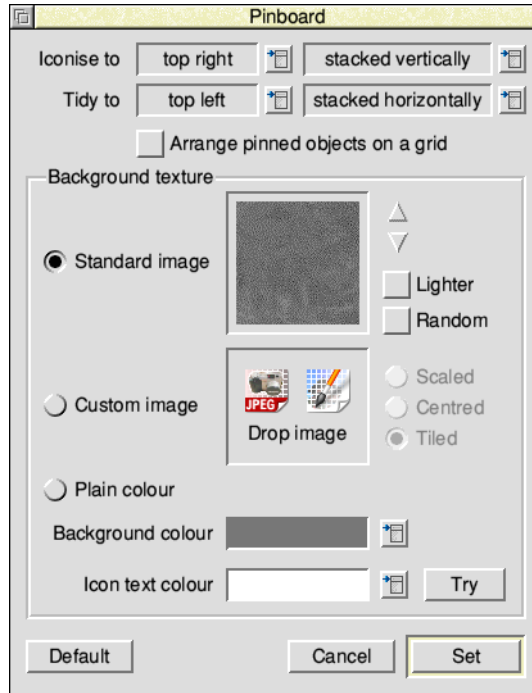 Pinboard
Iconise to top right stacked vertically
Tidy to top left stacked horizontally
Arrange pinned objects on a grid
Background texture
Standard image
Lighter
Random
Custom image
JPEG
Drop image
Scaled
Centred
Tiled
Plain colour
Background colour
Icon text colour Try
Default Cancel Set